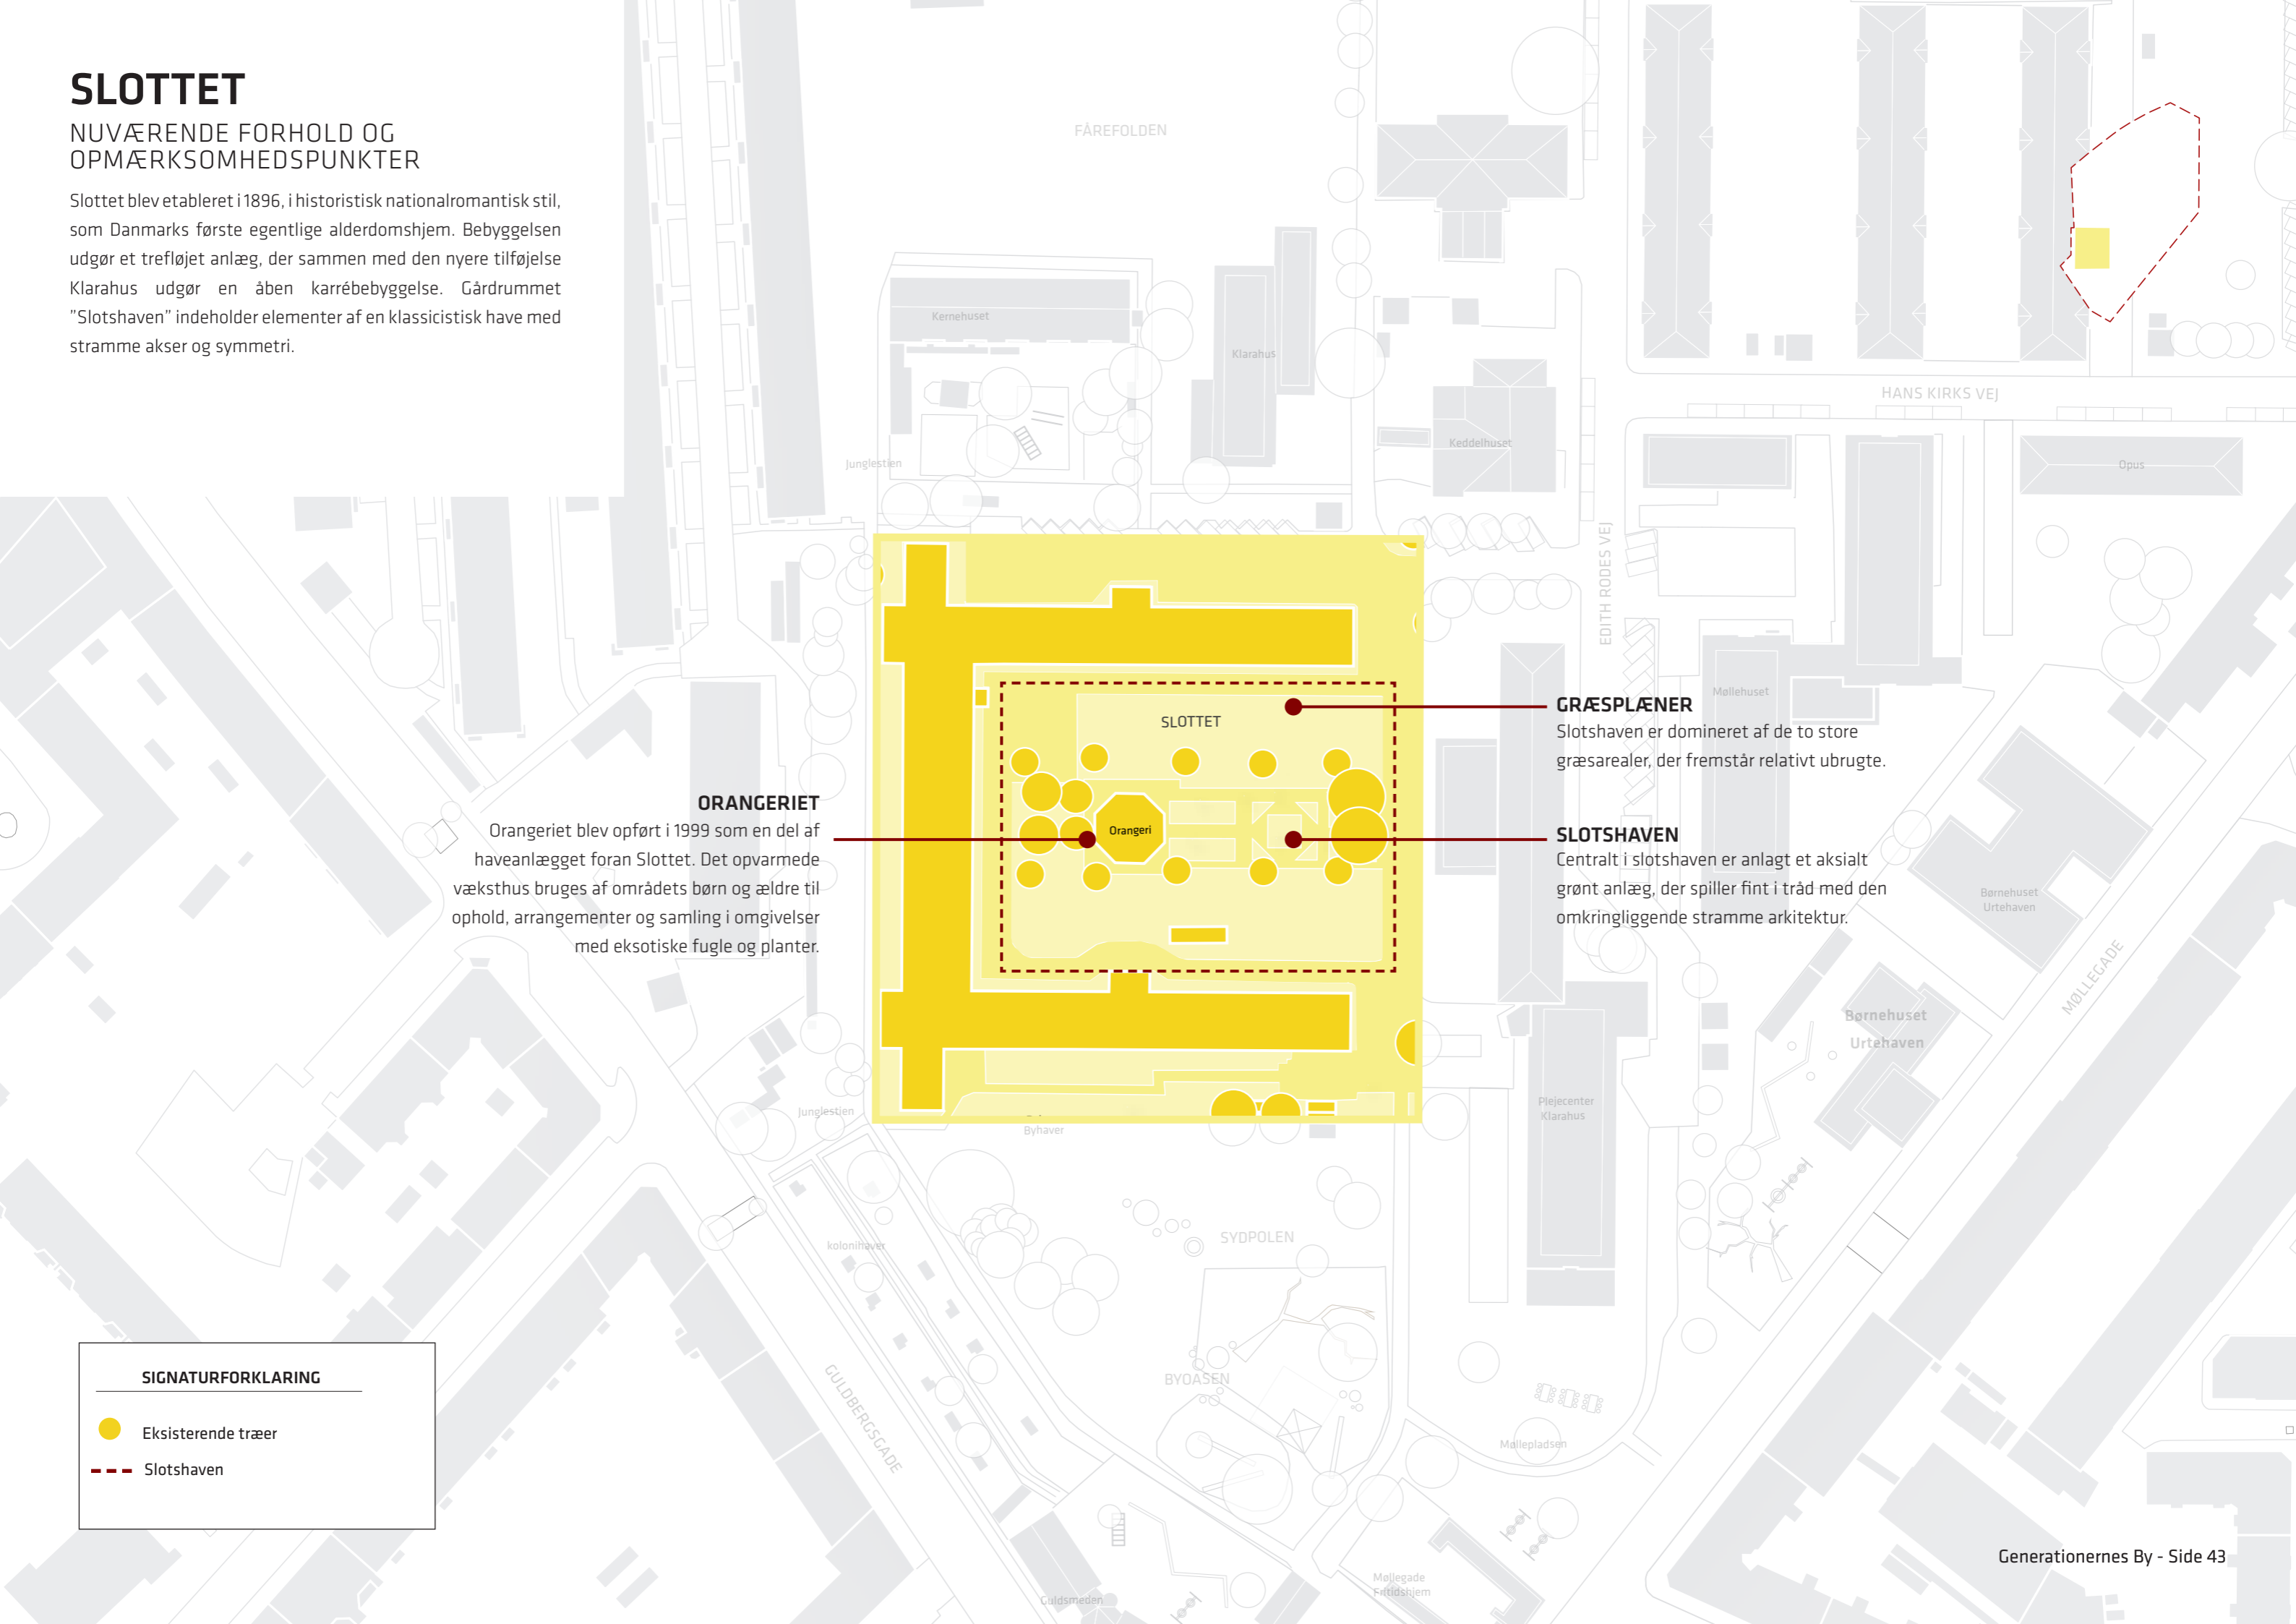 SLOTTET
NUVÆRENDE FORHOLD OG
OPMÆRKSOMHEDSPUNKTER
Slottet blev etableret i 1896, i historistisk nationalromantisk stil,
som Danmarks første egentlige alderdomshjem. Bebyggelsen
udgør et trefløjet anlæg, der sammen med den nyere tilføjelse
Klarahus udgør en åben karrébebyggelse. Gårdrummet
”Slotshaven” indeholder elementer af en klassicistisk have med
stramme akser og symmetri.
FÅREFOLDEN
Kernehuset
Klarahus
Keddelhuset
Junglestien
HANS KIRKS VEJ
Opus
EDITH RODES VEJ
Møllehuset
SLOTTET
Orangeri
GRÆSPLÆNER
Slotshaven er domineret af de to store
græsarealer, der fremstår relativt ubrugte.
ORANGERIET
Orangeriet blev opført i 1999 som en del af
haveanlægget foran Slottet. Det opvarmede
væksthus bruges af områdets børn og ældre til
ophold, arrangementer og samling i omgivelser
med eksotiske fugle og planter.
SLOTSHAVEN
Centralt i slotshaven er anlagt et aksialt
grønt anlæg, der spiller fint i tråd med den
omkringliggende stramme arkitektur.
Børnehuset
Urtehaven
MØLLEGADE
Børnehuset
Urtehaven
Plejecenter
Klarahus
Junglestien
Byhaver
kolonihaver
SYDPOLEN
BYOASEN
GULDBERGSGADE
Møllepladsen
Møllegade
Fritidshjem
Guldsmeden
SIGNATURFORKLARING
Eksisterende træer
Slotshaven
Generationernes By - Side 43